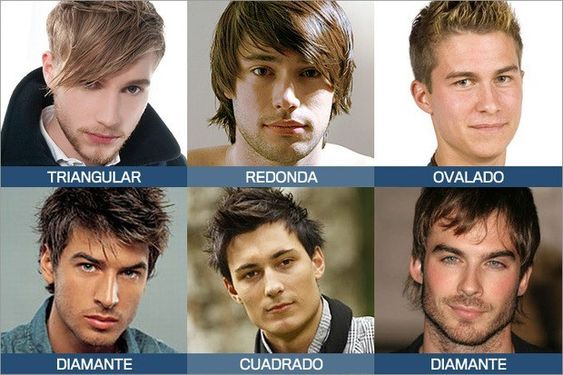 TRIANGULAR
REDONDA
OVALADO
DIAMANTE
CUADRADO
DIAMANTE